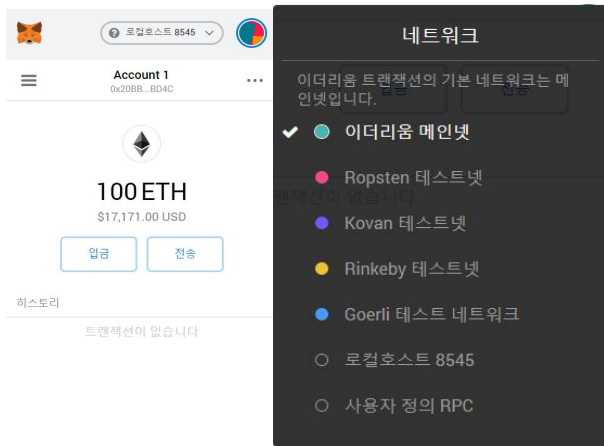 로컬호스트 8545
Account 1
0x20BB...BD4C
100 ETH
$17,171.00 USD
입금
전송
히스토리
트랜잭션이 없습니다
네트워크
이더리움 트랜잭션의 기본 네트워크는 메
인넷입니다.
이더리움 메인넷
Ropsten 테스트넷
Kovan 테스트넷
Rinkeby 테스트넷
Goerli 테스트 네트워크
로컬호스트 8545
사용자 정의 RPC